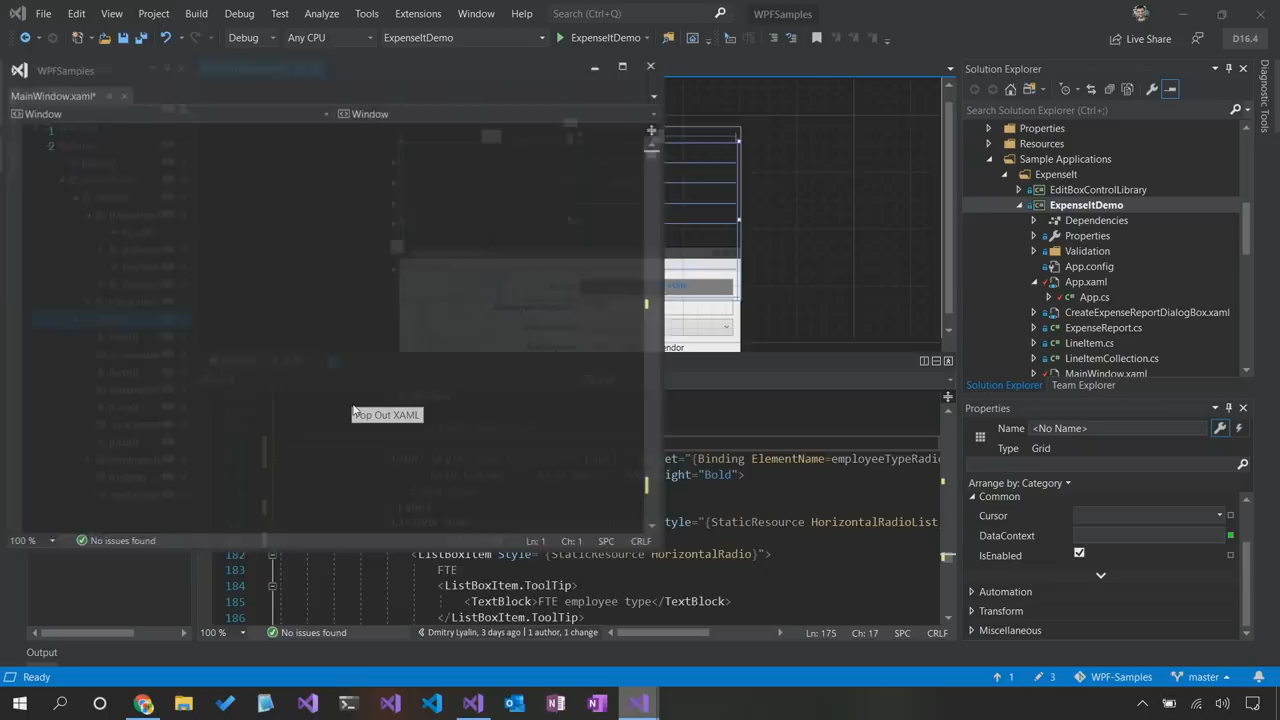 File Edit View Project Build Debug Test Analyze Tools Extensions Window Help Search (Ctrl+Q) WPFSamples
Debug Any CPU ExpenseItDemo ExpenseItDemo Live Share D16.4
WPFSamples
MainWindow.xaml*
Window Window
1
2
Pop Out XAML
100 % No issues found Ln: 1 Ch: 1 SPC CRLF
endor
et="{Binding ElementName=employeeTypeRadio
ight="Bold">
tyle="{StaticResource HorizontalRadioList
182 <ListBoxItem Style="{StaticResource HorizontalRadio}">
183 FTE
184 <ListBoxItem.ToolTip>
185 <TextBlock>FTE employee type</TextBlock>
186 </ListBoxItem.ToolTip>
100 % No issues found Dmitry Lyalin, 3 days ago | 1 author, 1 change Ln: 175 Ch: 17 SPC CRLF
Output
Solution Explorer
Search Solution Explorer (Ctrl+;)
Properties
Resources
Sample Applications
ExpenseIt
EditBoxControlLibrary
ExpenseItDemo
Dependencies
Properties
Validation
App.config
App.xaml
App.cs
CreateExpenseReportDialogBox.xaml
ExpenseReport.cs
LineItem.cs
LineItemCollection.cs
MainWindow.xaml
Solution Explorer Team Explorer
Properties
Name <No Name>
Type Grid
Arrange by: Category
Common
Cursor
DataContext
IsEnabled
Automation
Transform
Miscellaneous
Diagnostic Tools
Ready 1 3 WPF-Samples master